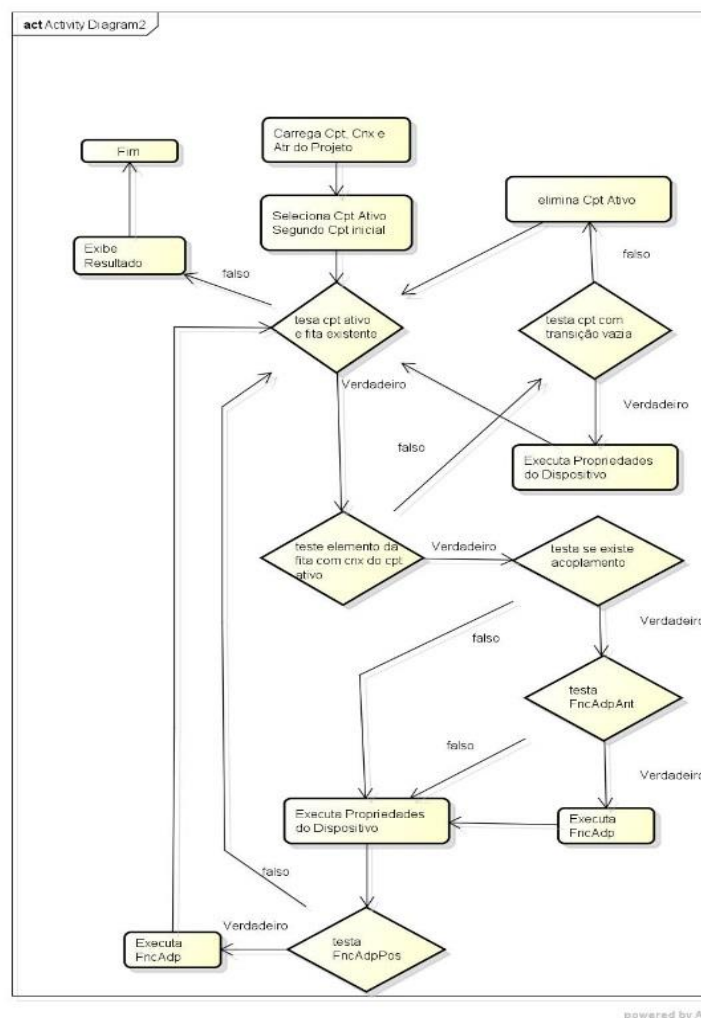 act Activity Diagram2
Carrega Cpt, Cnx e
Atr do Projeto
Fim
elimina Cpt Ativo
Seleciona Cpt Ativo
Segundo Cpt inicial
Exibe
Resultado
falso
falso
tesa cpt ativo
e fita existente
testa cpt com
transição vazia
Verdadeiro
Verdadeiro
falso
Executa Propriedades
do Dispositivo
teste elemento da
fita com cnx do cpt
ativo
Verdadeiro
testa se existe
acoplamento
Verdadeiro
falso
testa
FncAdpAnt
falso
Verdadeiro
Executa Propriedades
do Dispositivo
Executa
FncAdp
falso
Verdadeiro
Executa
FncAdp
testa
FncAdpPos
powered by A